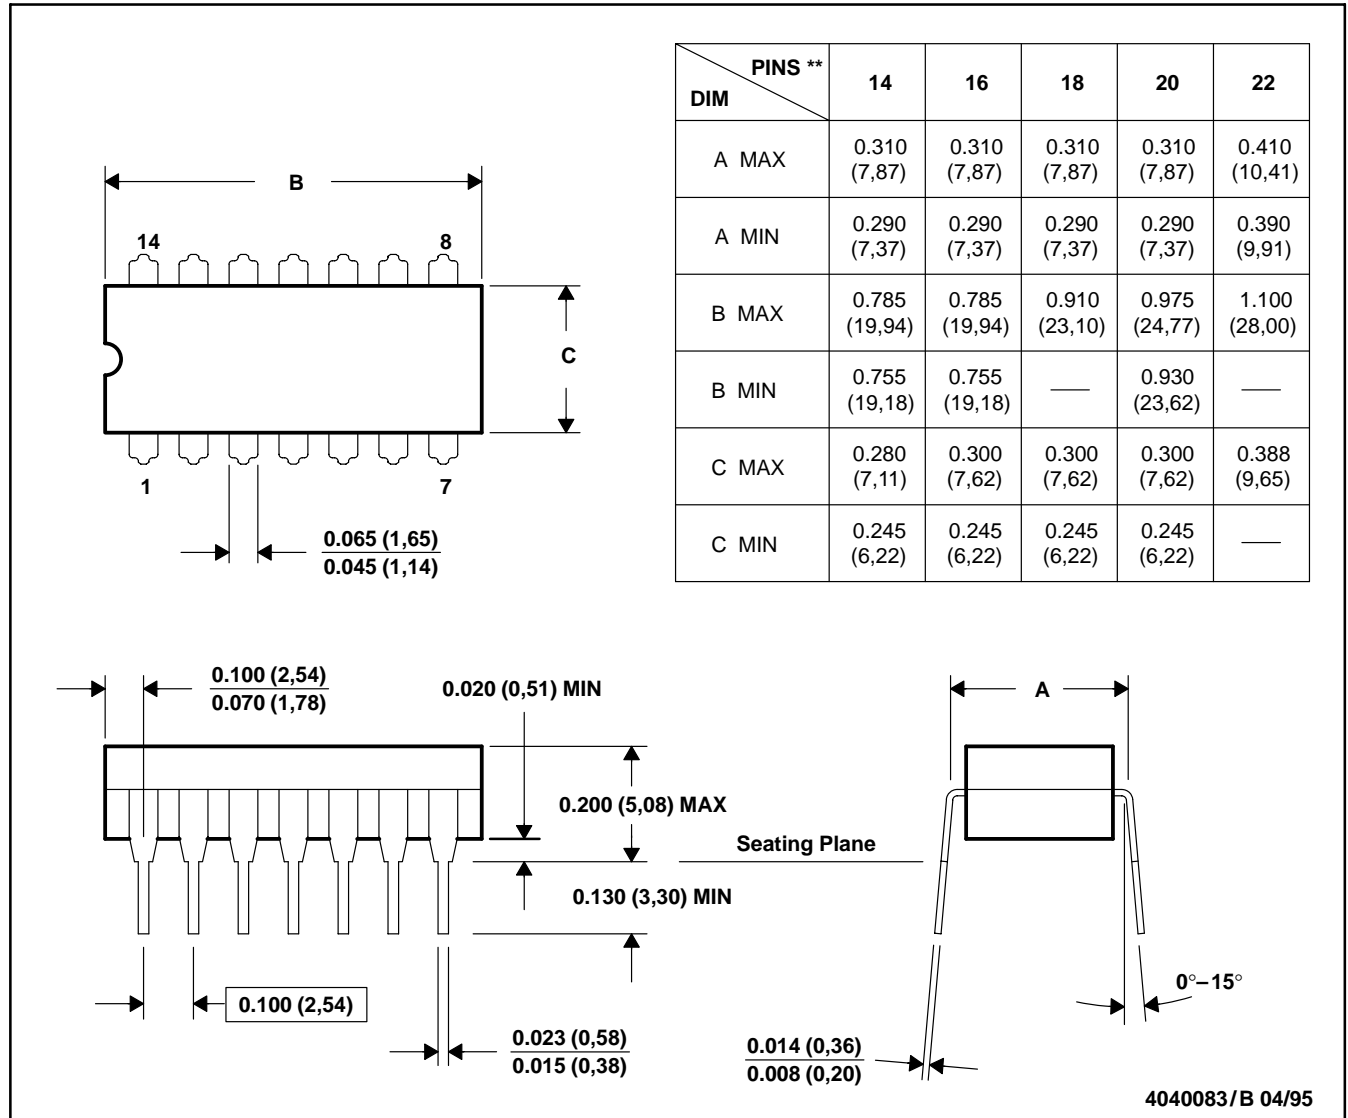 PINS **
DIM
14 16 18 20 22
A MAX 0.310 (7,87) 0.310 (7,87) 0.310 (7,87) 0.310 (7,87) 0.410 (10,41)
A MIN 0.290 (7,37) 0.290 (7,37) 0.290 (7,37) 0.290 (7,37) 0.390 (9,91)
B MAX 0.785 (19,94) 0.785 (19,94) 0.910 (23,10) 0.975 (24,77) 1.100 (28,00)
B MIN 0.755 (19,18) 0.755 (19,18) — 0.930 (23,62) —
C MAX 0.280 (7,11) 0.300 (7,62) 0.300 (7,62) 0.300 (7,62) 0.388 (9,65)
C MIN 0.245 (6,22) 0.245 (6,22) 0.245 (6,22) 0.245 (6,22) —
B
14 8
C
1 7
0.065 (1,65)
0.045 (1,14)
0.100 (2,54)
0.070 (1,78)
0.020 (0,51) MIN
A
0.200 (5,08) MAX
Seating Plane
0.130 (3,30) MIN
0.100 (2,54)
0°–15°
0.023 (0,58)
0.015 (0,38)
0.014 (0,36)
0.008 (0,20)
4040083/B 04/95